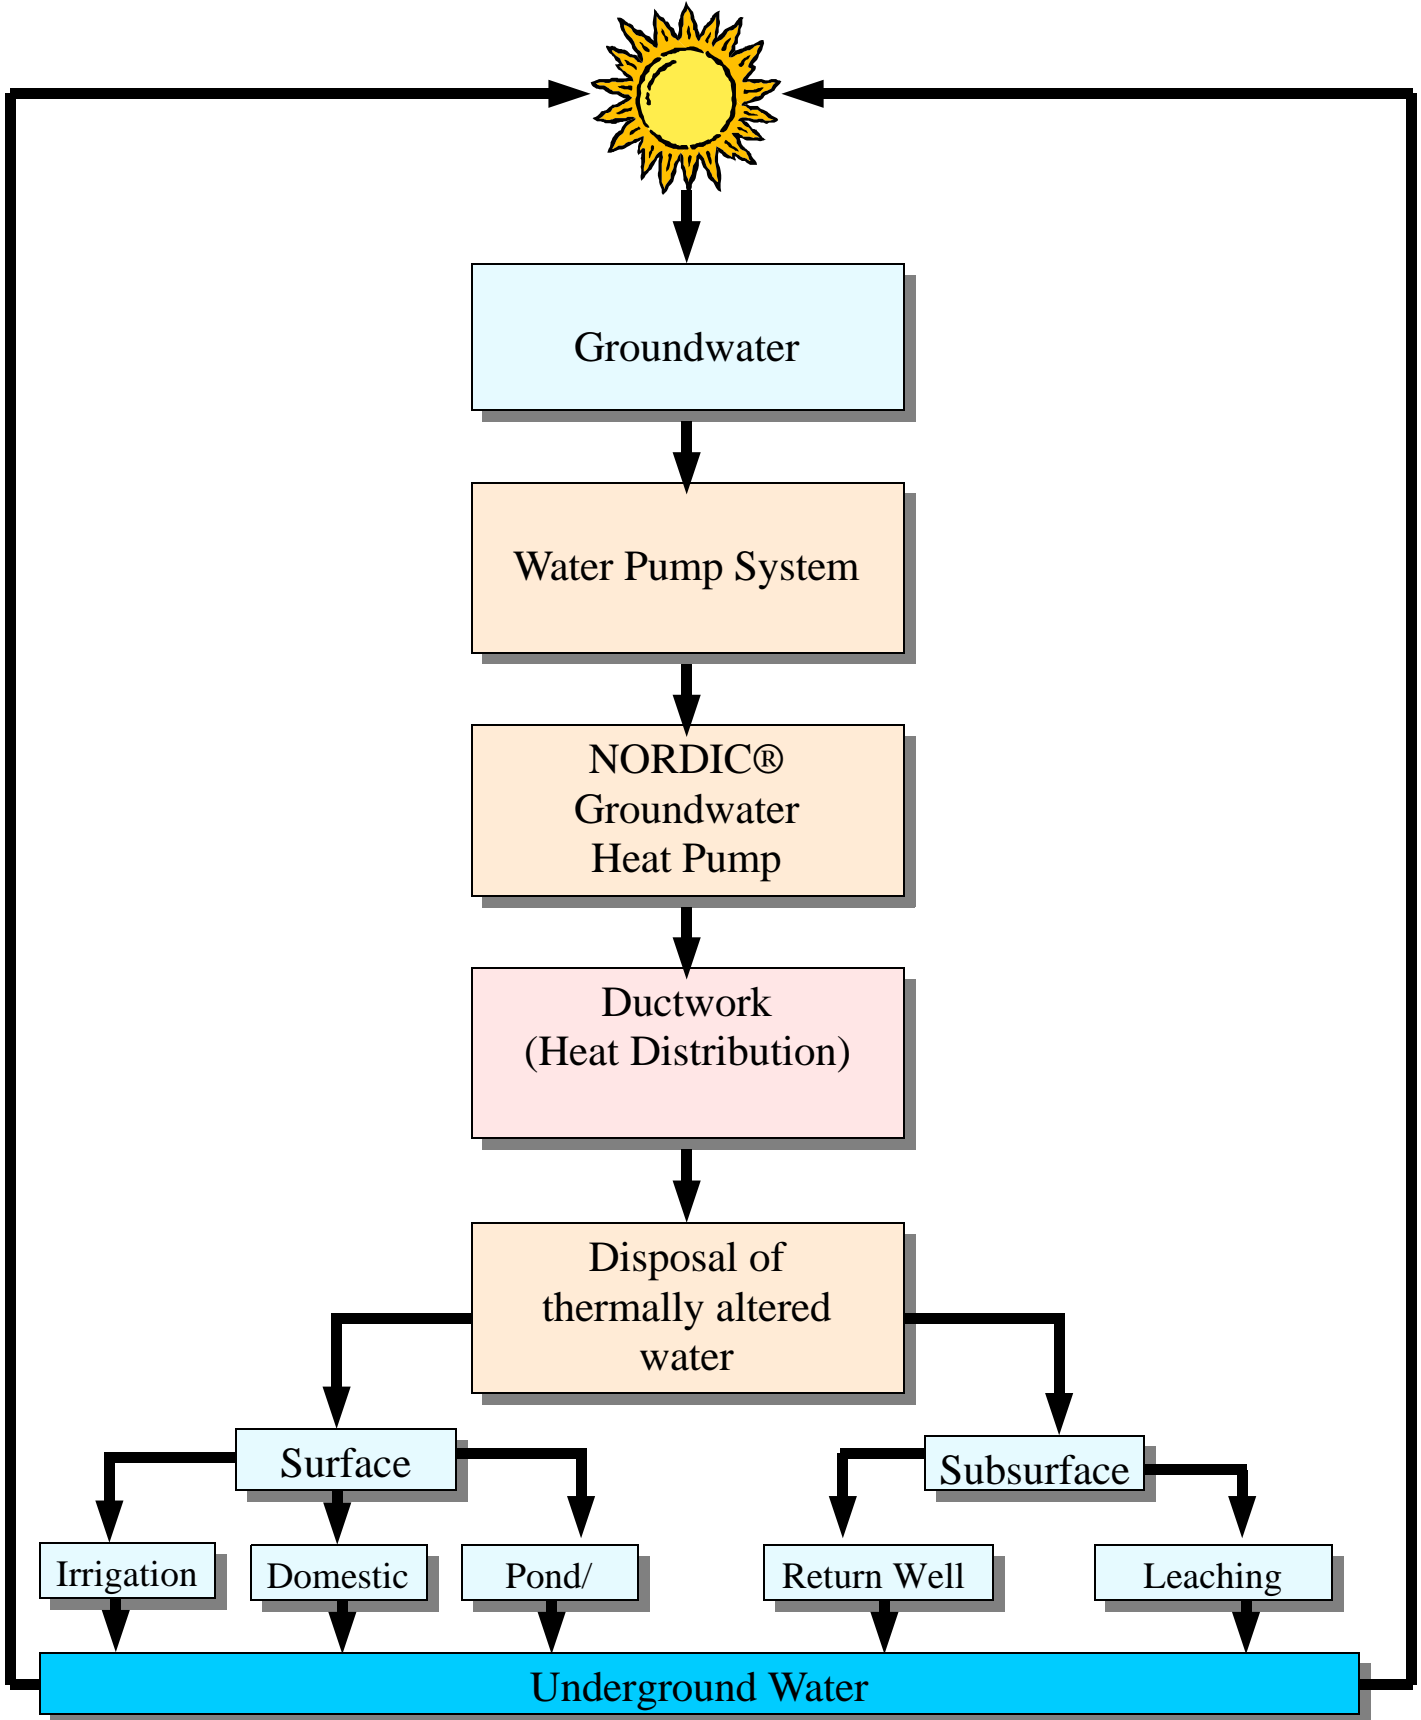 Groundwater
Water Pump System
NORDIC®
Groundwater
Heat Pump
Ductwork
(Heat Distribution)
Disposal of
thermally altered
water
Surface
Subsurface
Irrigation
Domestic
Pond/
Return Well
Leaching
Underground Water